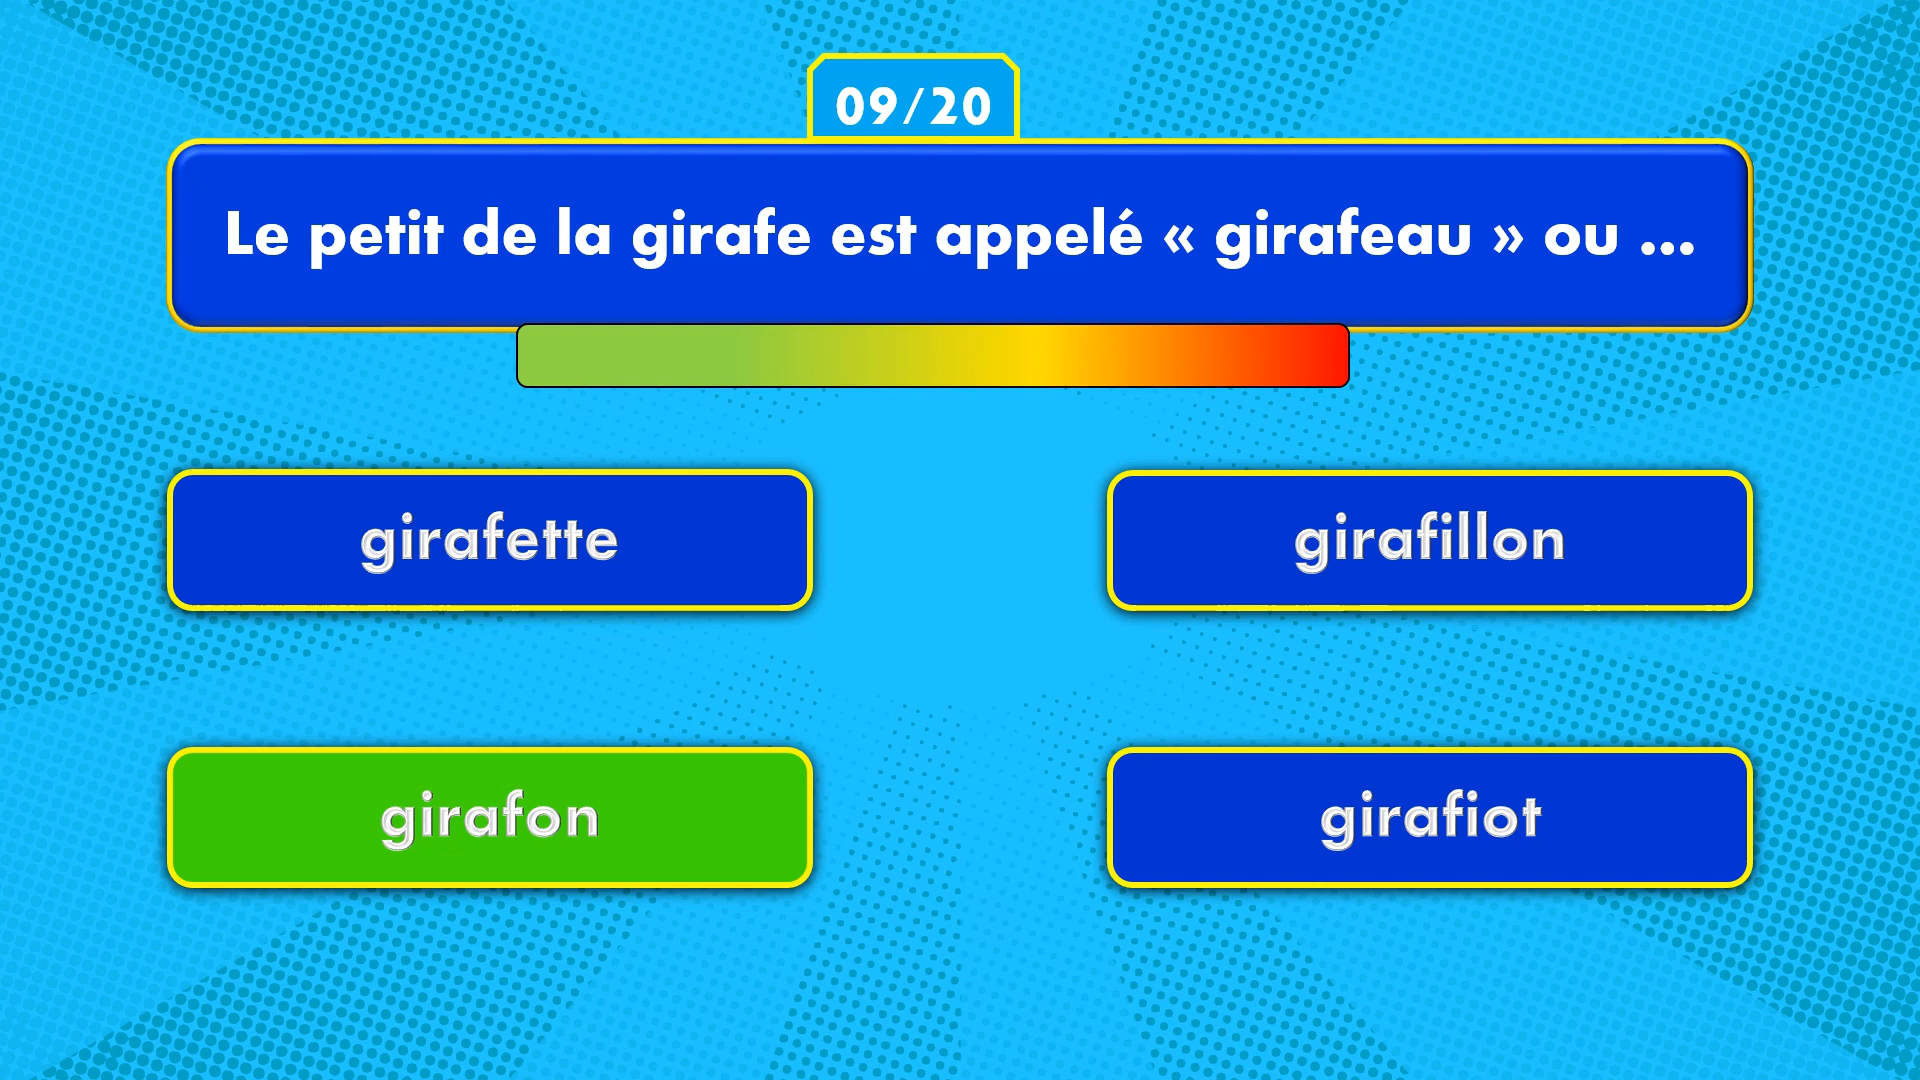 09/20
Le petit de la girafe est appelé « girafeau » ou ...
girafette
girafillon
girafon
girafiot